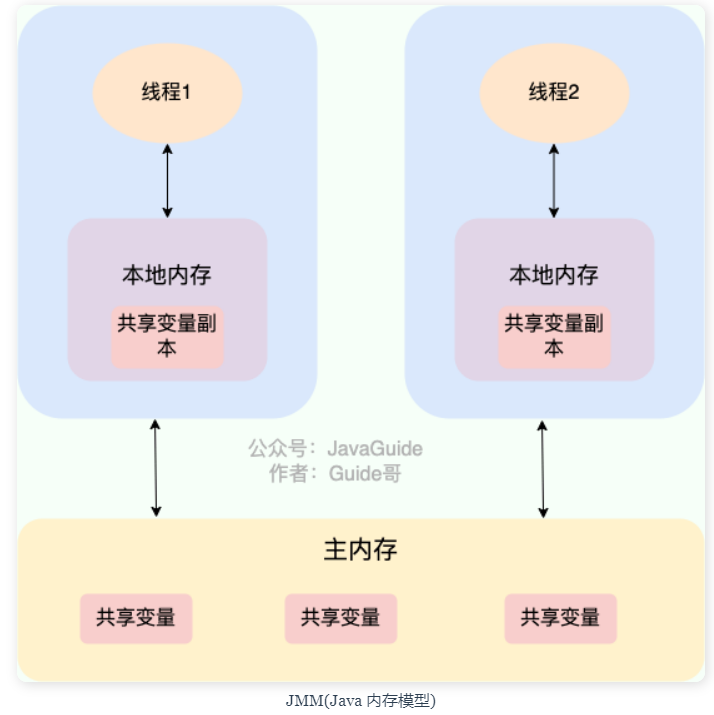 线程1
线程2
本地内存
共享变量副
本
本地内存
共享变量副
本
公众号：JavaGuide
作者：Guide哥
主内存
共享变量
共享变量
共享变量
JMM(Java 内存模型)